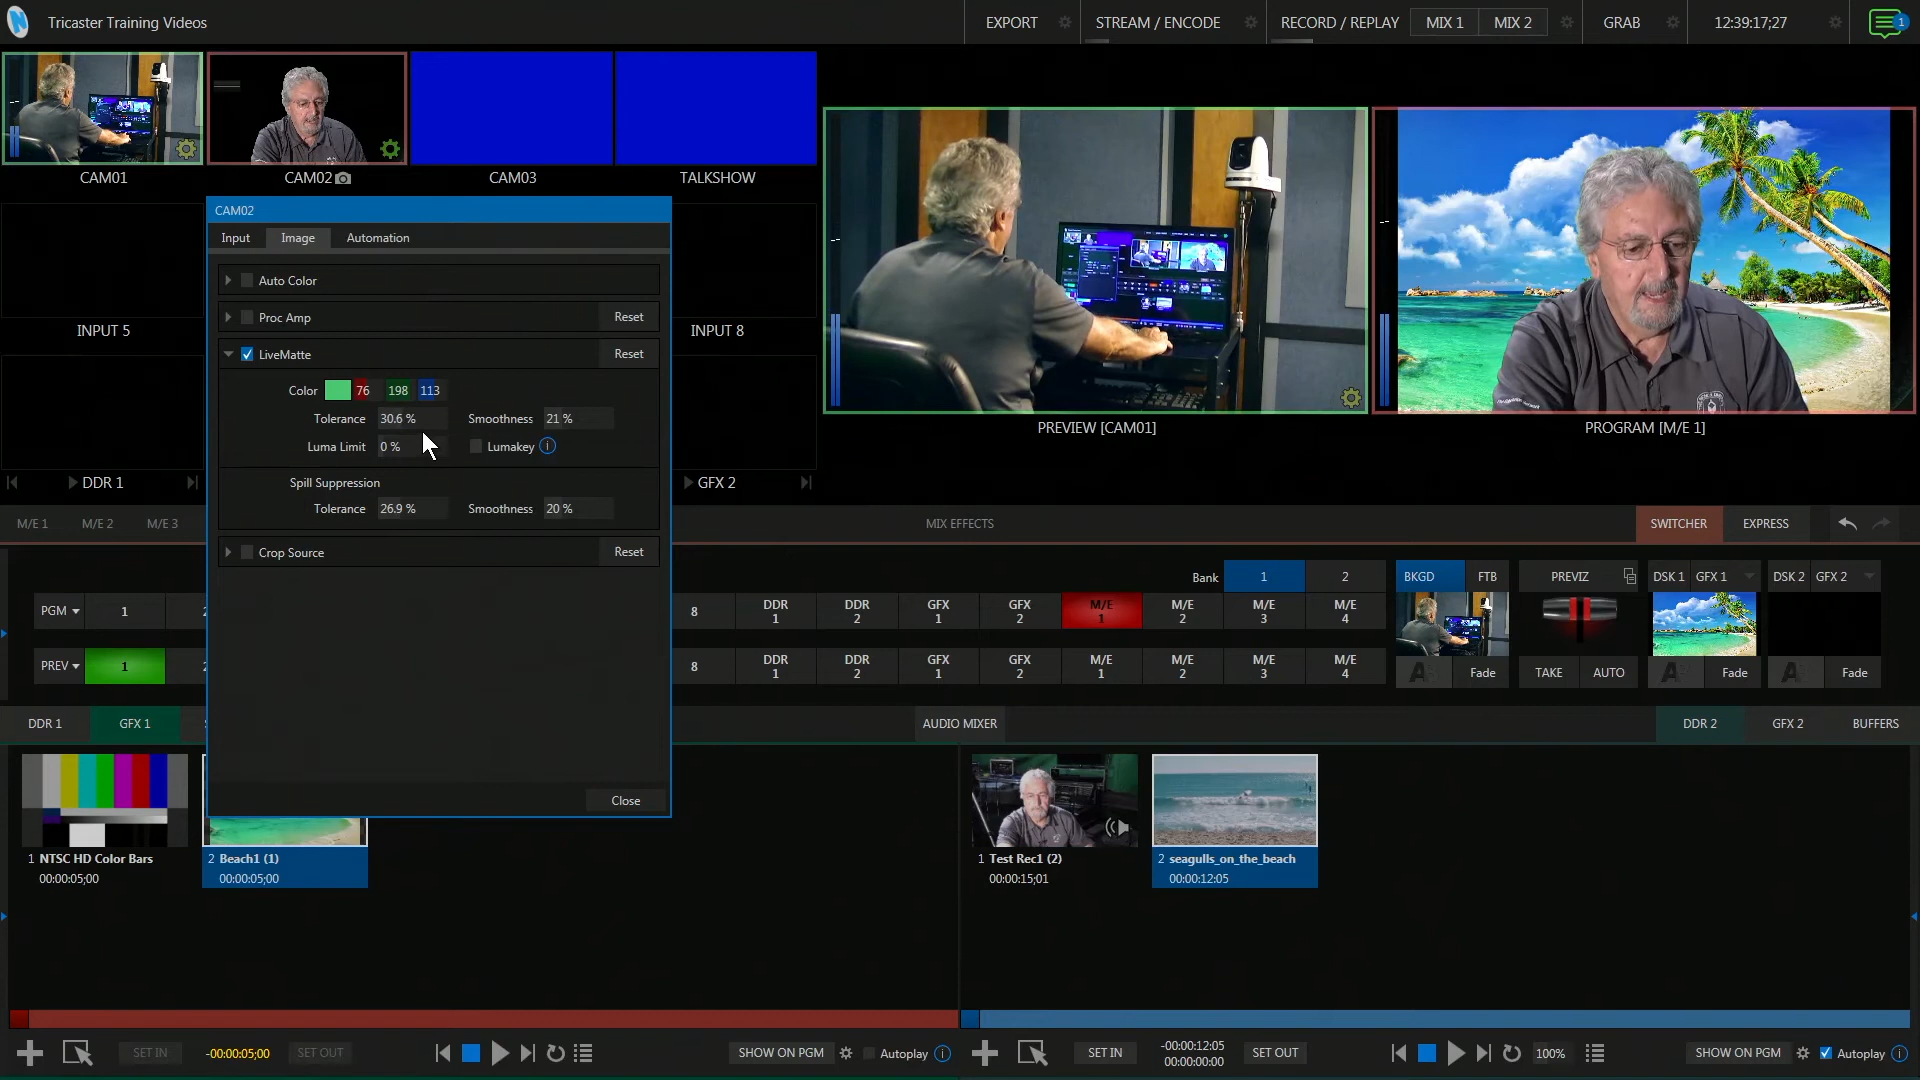 Tricaster Training Videos
EXPORT
STREAM / ENCODE
RECORD / REPLAY
MIX 1
MIX 2
GRAB
12:39:17;27
1
CAM01
CAM02
CAM03
TALKSHOW
CAM02
Input
Image
Automation
Auto Color
Proc Amp
Reset
LiveMatte
Reset
Color
76
198
113
Tolerance
30.6 %
Smoothness
21 %
Luma Limit
0 %
Lumakey
i
Spill Suppression
Tolerance
26.9 %
Smoothness
20 %
Crop Source
Reset
Close
INPUT 5
INPUT 8
DDR 1
GFX 2
PREVIEW [CAM01]
PROGRAM [M/E 1]
M/E 1
M/E 2
M/E 3
MIX EFFECTS
SWITCHER
EXPRESS
Bank
1
2
BKGD
FTB
PREVIZ
DSK 1
GFX 1
DSK 2
GFX 2
PGM
1
2
8
DDR 1
DDR 2
GFX 1
GFX 2
M/E 1
M/E 2
M/E 3
M/E 4
PREV
1
2
8
DDR 1
DDR 2
GFX 1
GFX 2
M/E 1
M/E 2
M/E 3
M/E 4
A
Fade
TAKE
AUTO
A
Fade
A
Fade
DDR 1
GFX 1
AUDIO MIXER
DDR 2
GFX 2
BUFFERS
1 NTSC HD Color Bars
00:00:05;00
2 Beach1 (1)
00:00:05;00
1 Test Rec1 (2)
00:00:15;01
2 seagulls_on_the_beach
00:00:12:05
SET IN
-00:00:05;00
SET OUT
SHOW ON PGM
Autoplay
i
SET IN
-00:00:12:05
00:00:00:00
SET OUT
100%
SHOW ON PGM
Autoplay
i